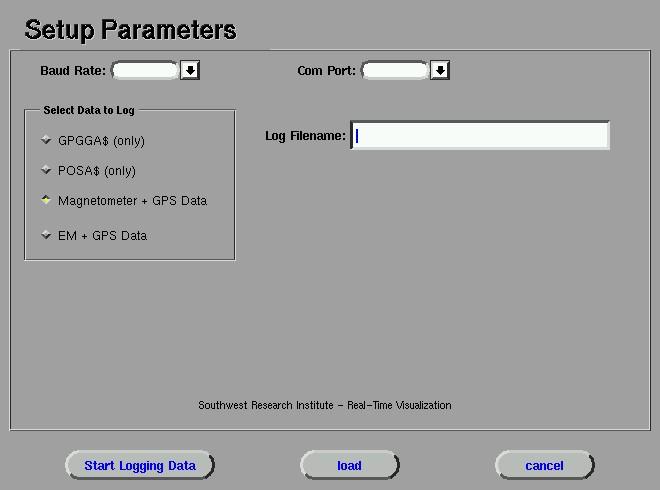 Setup Parameters
Baud Rate:
Com Port:
Select Data to Log
GPGGA$ (only)
POSA$ (only)
Magnetometer + GPS Data
EM + GPS Data
Log Filename:
Southwest Research Institute - Real-Time Visualization
Start Logging Data
load
cancel